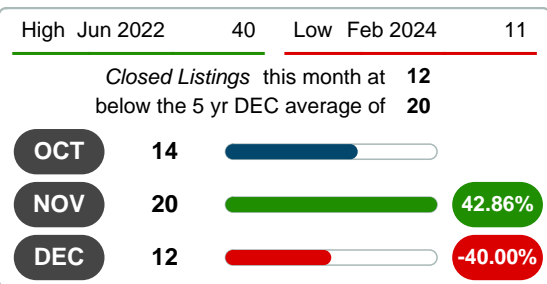 High Jun 2022 40 Low Feb 2024 11
Closed Listings this month at 12
below the 5 yr DEC average of 20
OCT 14
NOV 20 42.86%
DEC 12 -40.00%